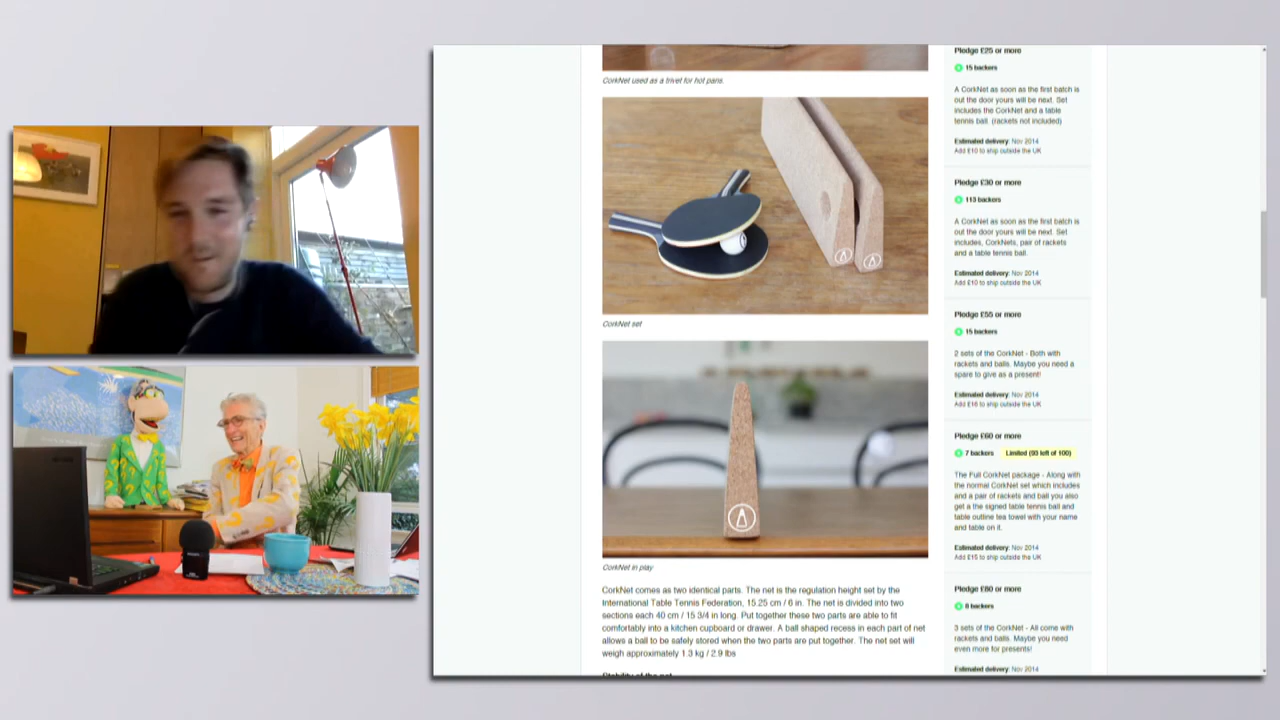 CorkNet used as a trivet for hot pans.
CorkNet set
CorkNet in play
CorkNet comes as two identical parts. The net is the regulation height set by the
International Table Tennis Federation, 15.25 cm / 6 in. The net is divided into two
sections each 40 cm / 15 3/4 in long. Put together these two parts are able to fit
comfortably into a kitchen cupboard or drawer. A ball shaped recess in each part of net
allows a ball to be safely stored when the two parts are put together. The net set will
weigh approximately 1.3 kg / 2.9 lbs
Stability of the net
Pledge £25 or more
15 backers
A CorkNet as soon as the first batch is
out the door yours will be next. Set
includes the CorkNet and a table
tennis ball (rackets not included)
Estimated delivery: Nov 2014
Add £10 to ship outside the UK
Pledge £30 or more
113 backers
A CorkNet as soon as the first batch is
out the door yours will be next. Set
includes, CorkNets, pair of rackets
and a table tennis ball.
Estimated delivery: Nov 2014
Add £10 to ship outside the UK
Pledge £55 or more
15 backers
2 sets of the CorkNet - Both with
rackets and balls. Maybe you need a
spare to give as a present!
Estimated delivery: Nov 2014
Add £16 to ship outside the UK
Pledge £60 or more
7 backers Limited (93 left of 100)
The Full CorkNet package - Along with
the normal CorkNet set which includes
and a pair of rackets and ball you also
get a signed table tennis ball and
table outline tea towel with your name
and table on it.
Estimated delivery: Nov 2014
Add £15 to ship outside the UK
Pledge £80 or more
8 backers
3 sets of the CorkNet - All come with
rackets and balls. Maybe you need
even more for presents!
Estimated delivery: Nov 2014